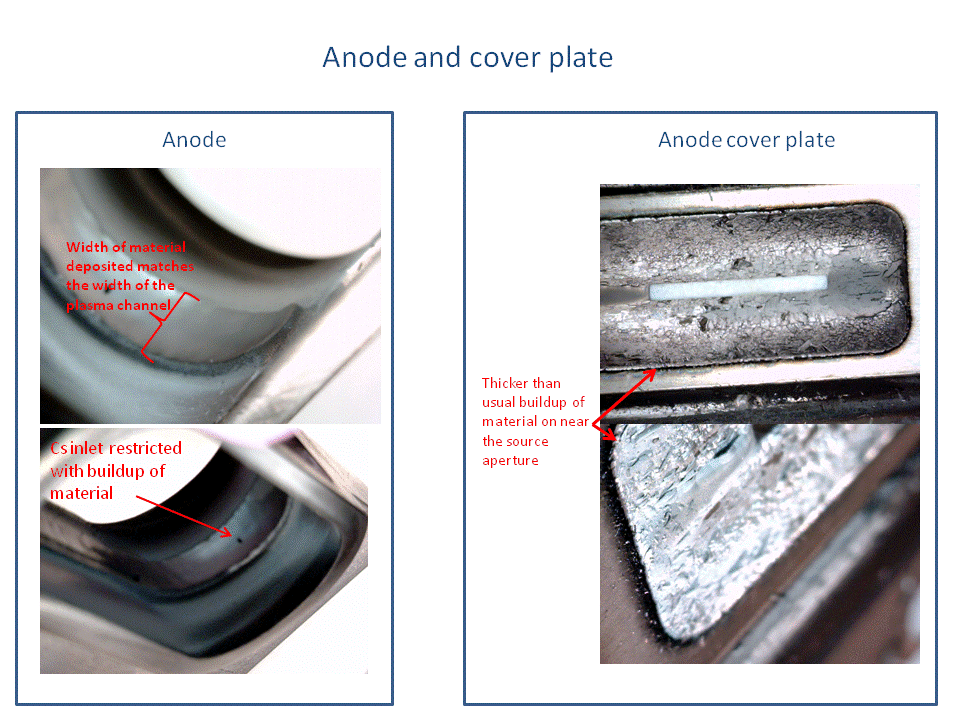 Anode and cover plate
Anode
Width of material
deposited matches
the width of the
plasma channel
Cs inlet restricted
with buildup of
material
Anode cover plate
Thicker than
usual buildup of
material on near
the source
aperture